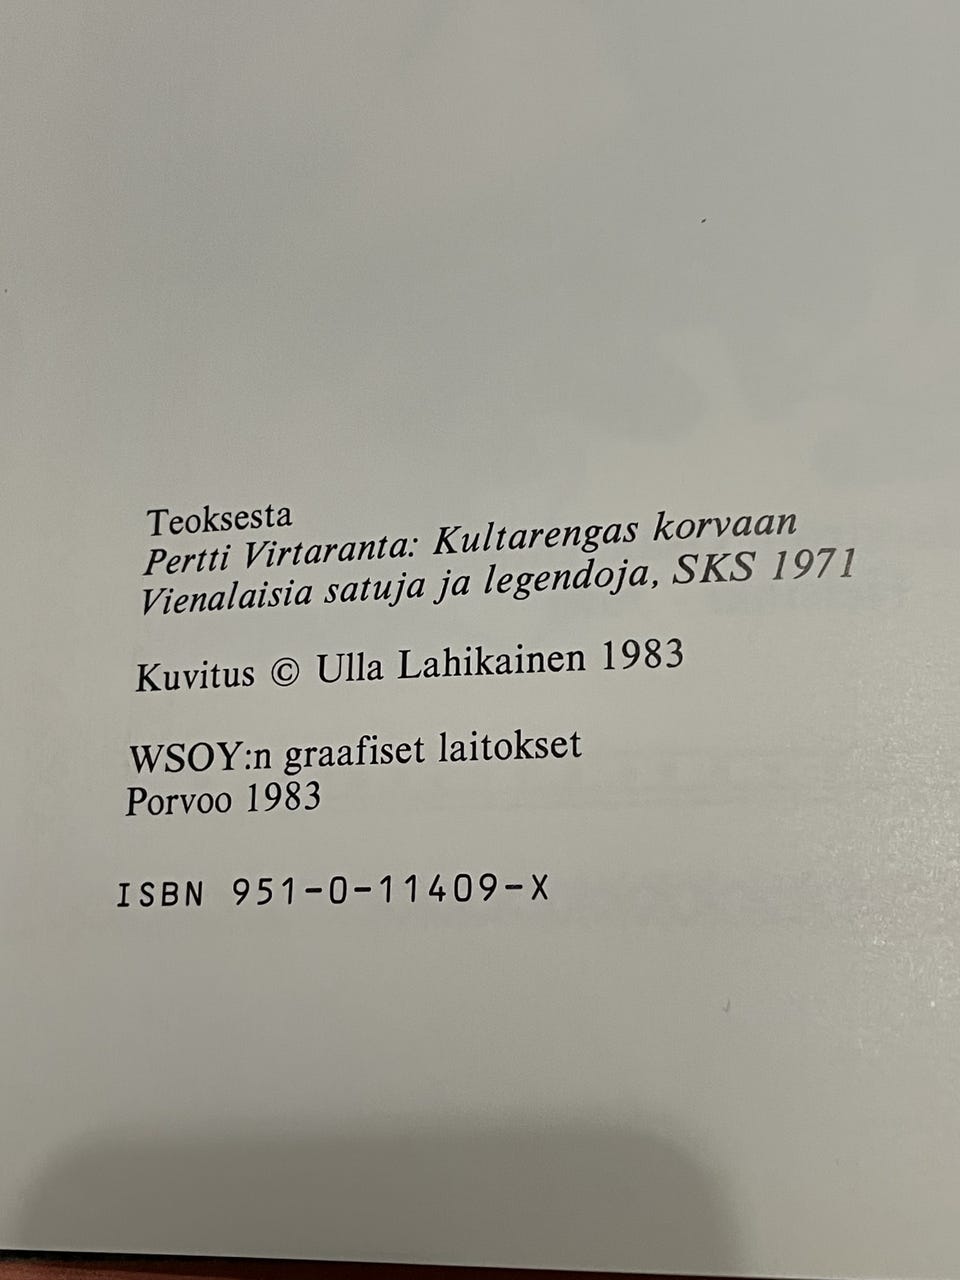 Teoksesta
Pertti Virtaranta: Kultarengas korvaan
Vienalaisia satuja ja legendoja, SKS 1971
Kuvitus © Ulla Lahikainen 1983
WSOY:n graafiset laitokset
Porvoo 1983
ISBN 951-0-11409-X